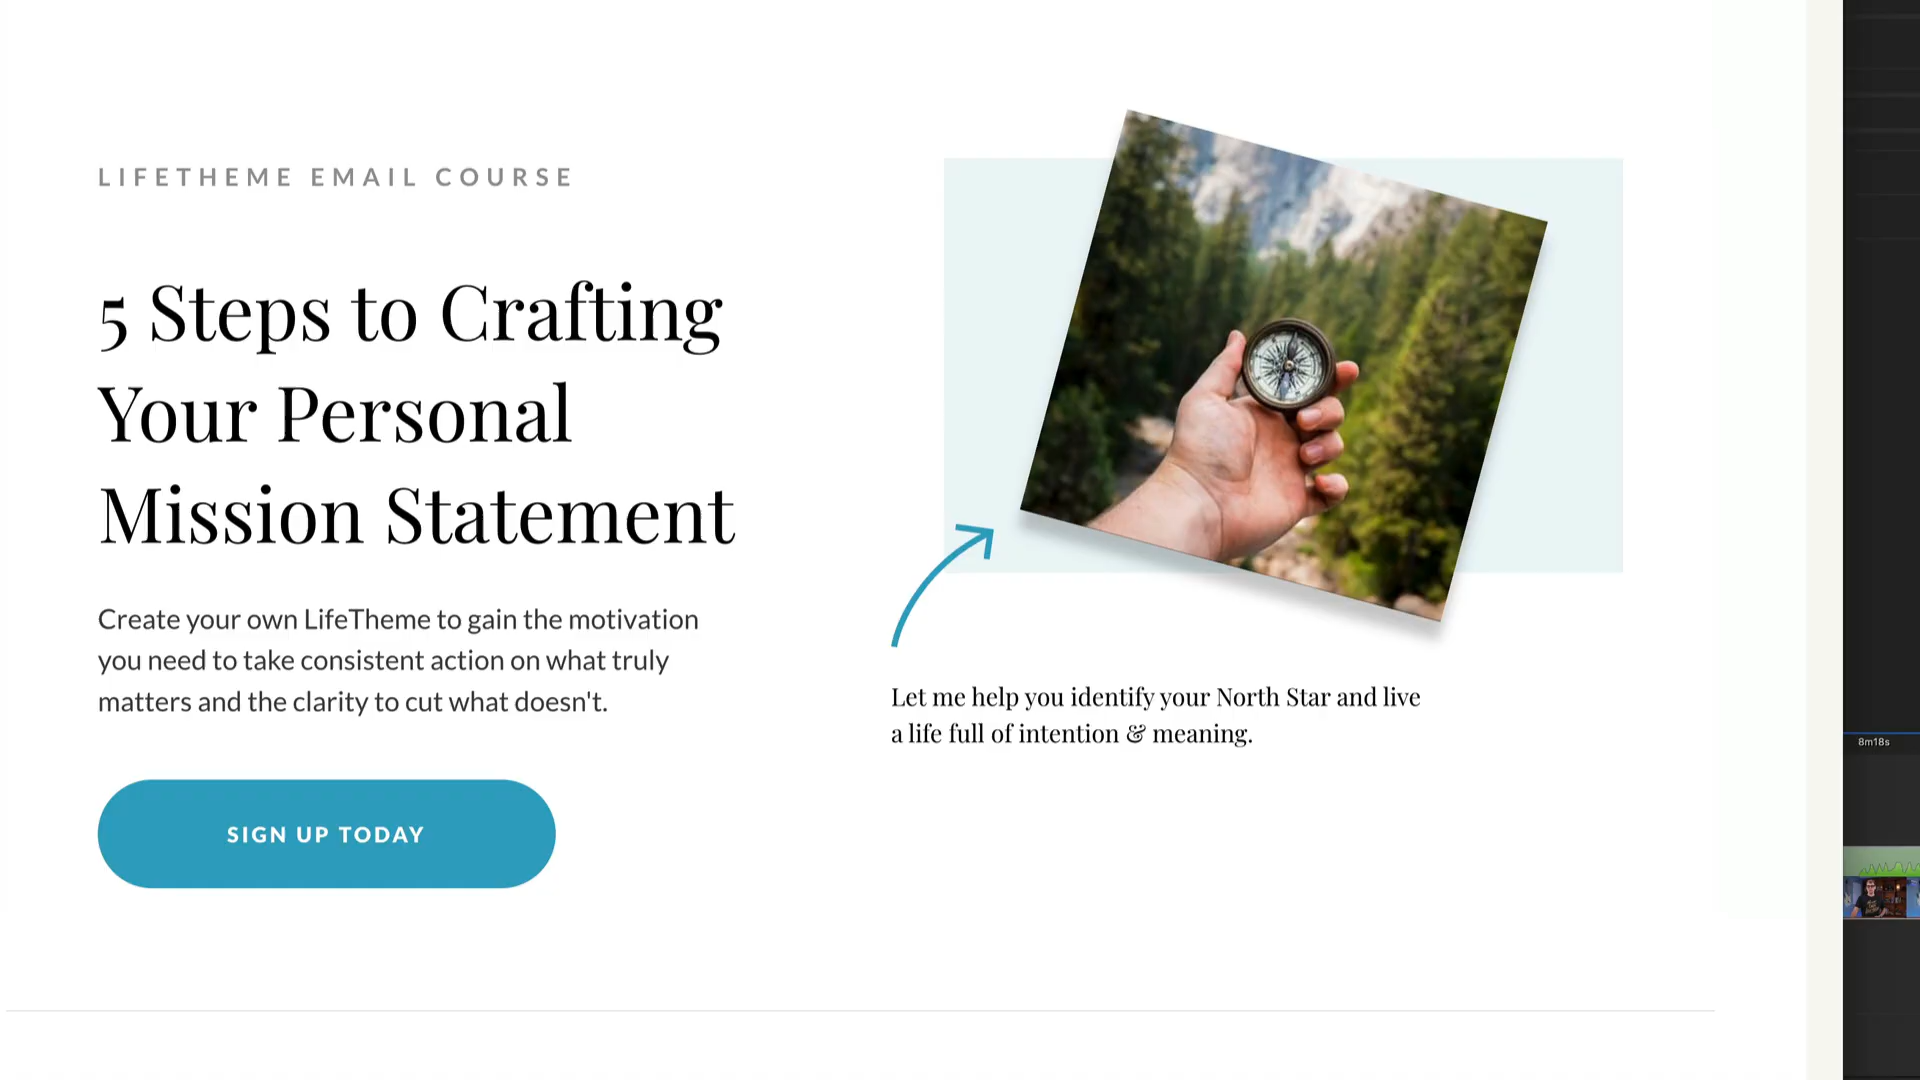 LIFETHEME EMAIL COURSE
5 Steps to Crafting
Your Personal
Mission Statement
Create your own LifeTheme to gain the motivation
you need to take consistent action on what truly
matters and the clarity to cut what doesn't.
SIGN UP TODAY
Let me help you identify your North Star and live
a life full of intention & meaning.
8m18s